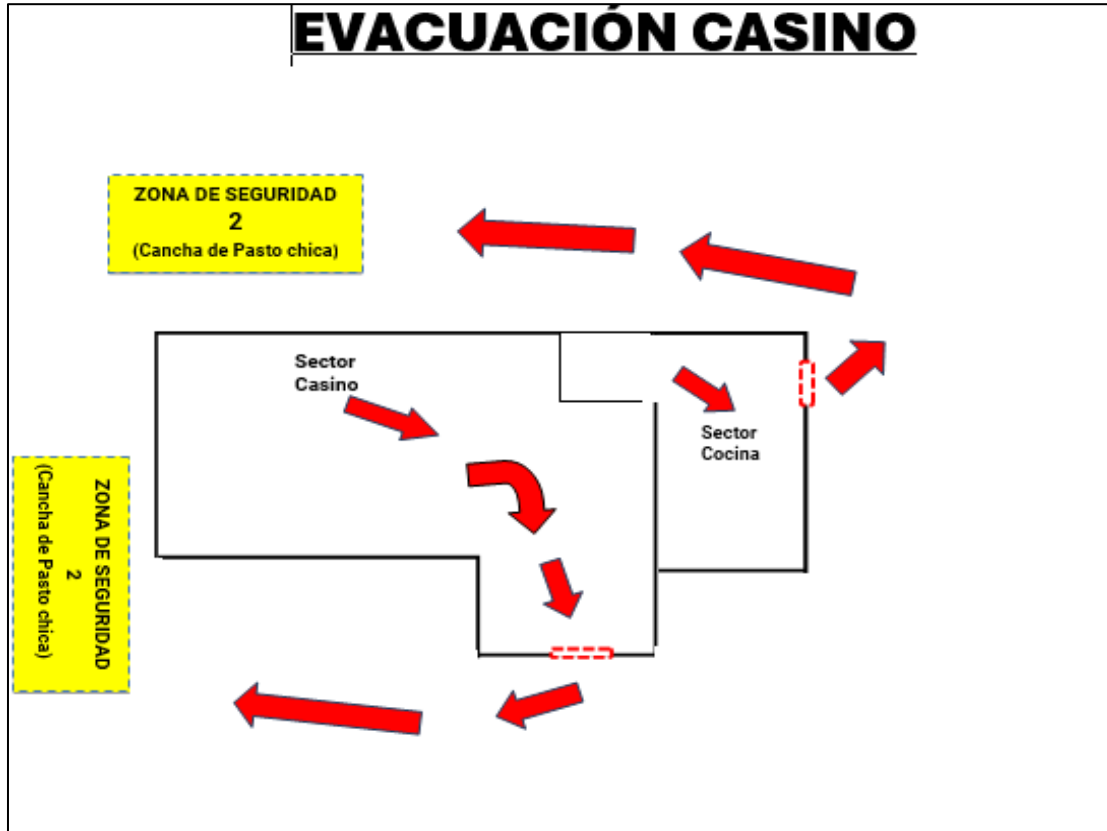 EVACUACIÓN CASINO
ZONA DE SEGURIDAD
2
(Cancha de Pasto chica)
Sector
Casino
Sector
Cocina
ZONA DE SEGURIDAD
2
(Cancha de Pasto chica)